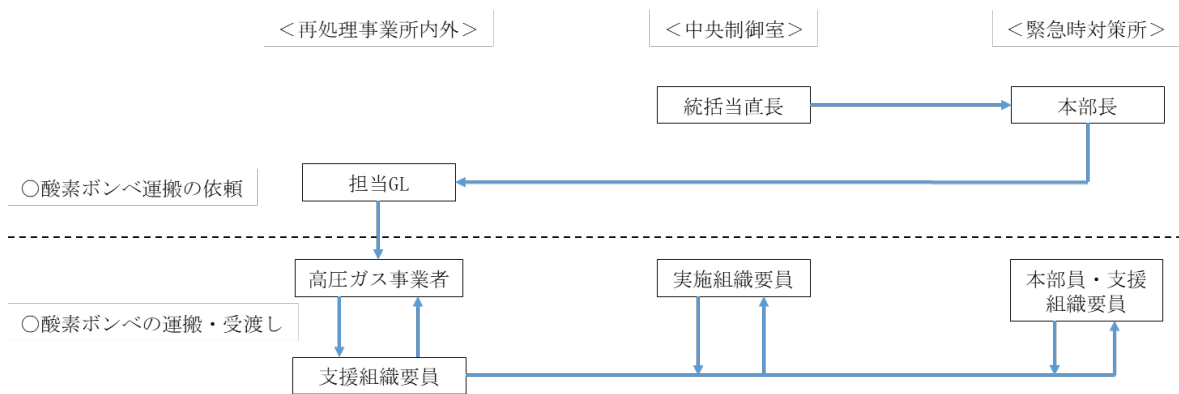 ＜再処理事業所内外＞
＜中央制御室＞
＜緊急時対策所＞
統括当直長
本部長
○酸素ボンベ運搬の依頼
担当GL
高圧ガス事業者
実施組織要員
本部員・支援
組織要員
○酸素ボンベの運搬・受渡し
支援組織要員